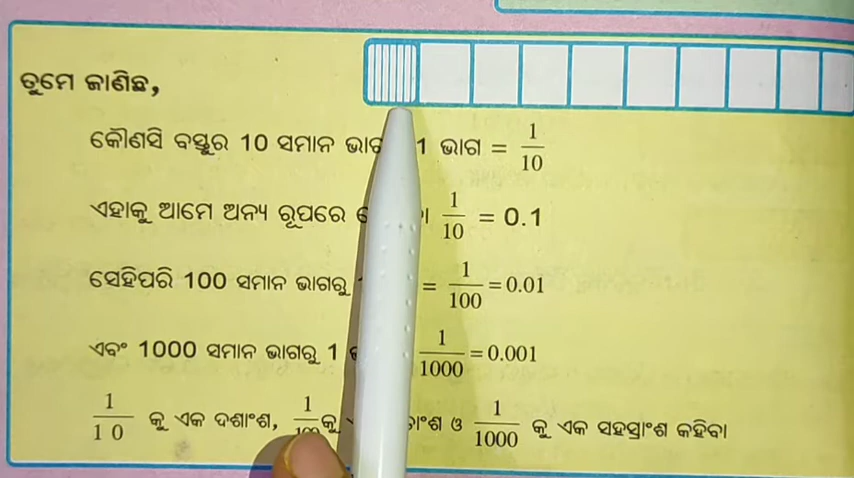 ତୁମେ ଜାଣିଛ,
କୌଣସି ବସ୍ତୁର 10 ସମାନ 1 ଭାଗ = 1/10
ଏହାକୁ ଆମେ ଅନ୍ୟ ରୂପରେ 1/10 = 0.1
ସେହିପରି 100 ସମାନ ଭାଗରୁ = 1/100 = 0.01
ଏବଂ 1000 ସମାନ ଭାଗରୁ 1 1/1000 = 0.001
1/10 କୁ ଏକ ଦଶାଂଶ, 1/100 କୁ ଓ 1/1000 କୁ ଏକ ସହସ୍ରାଂଶ କହିବା